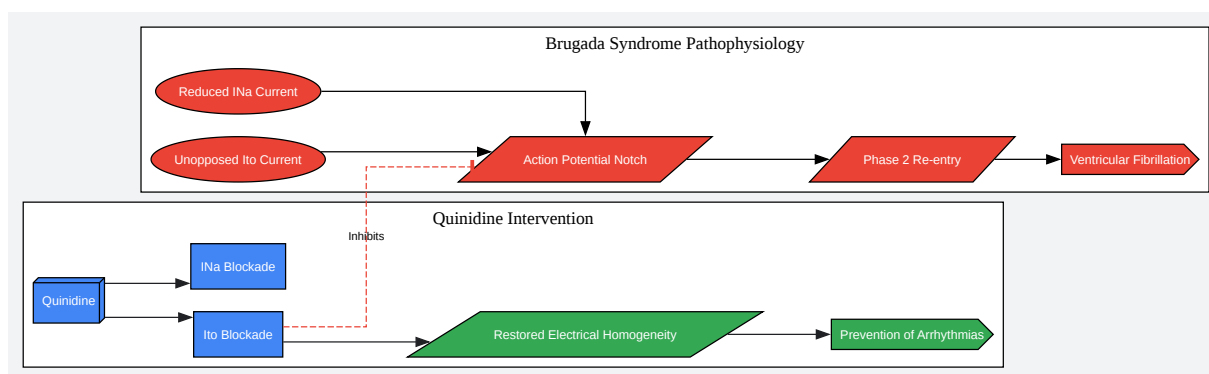 Brugada Syndrome Pathophysiology
Reduced INa Current
Unopposed Ito Current
Action Potential Notch
Phase 2 Re-entry
Ventricular Fibrillation
Quinidine Intervention
Inhibits
INa Blockade
Quinidine
Ito Blockade
Restored Electrical Homogeneity
Prevention of Arrhythmias